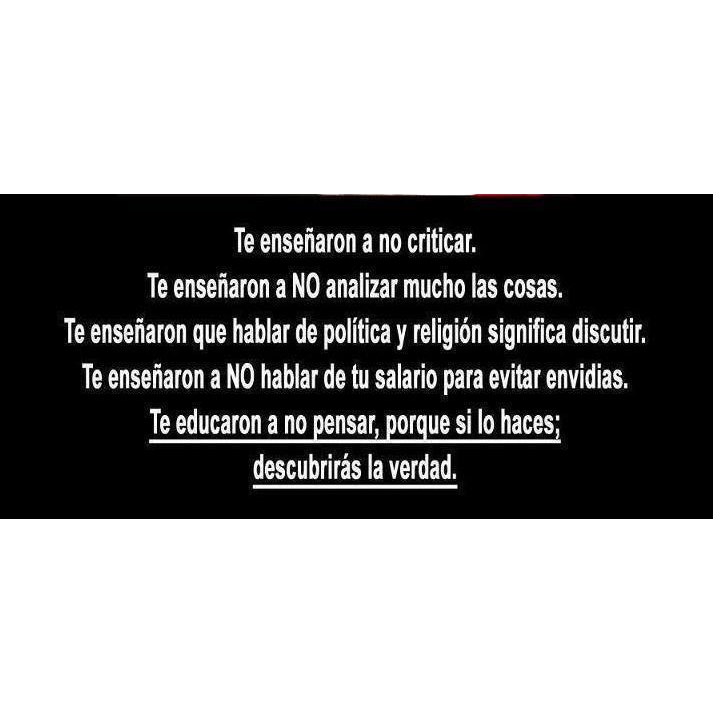 Te enseñaron a no criticar.
Te enseñaron a NO analizar mucho las cosas.
Te enseñaron que hablar de política y religión significa discutir.
Te enseñaron a NO hablar de tu salario para evitar envidias.
Te educaron a no pensar, porque si lo haces;
descubrirás la verdad.